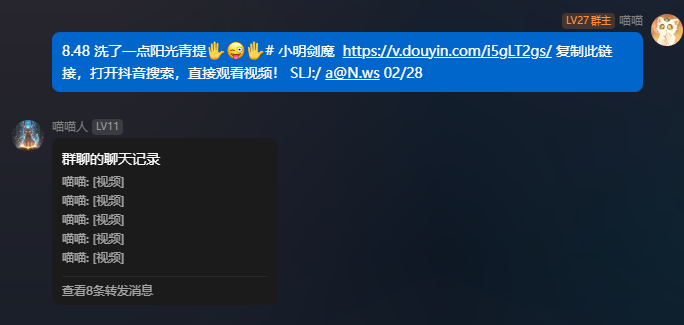 LV27 群主 喵喵
8.48 洗了一点阳光青提🖐😜🖐# 小明剑魔 https://v.douyin.com/i5gLT2gs/ 复制此链
接，打开抖音搜索，直接观看视频！ SLJ:/ a@N.ws 02/28
喵喵人 LV11
群聊的聊天记录
喵喵: [视频]
喵喵: [视频]
喵喵: [视频]
喵喵: [视频]
喵喵: [视频]
查看8条转发消息